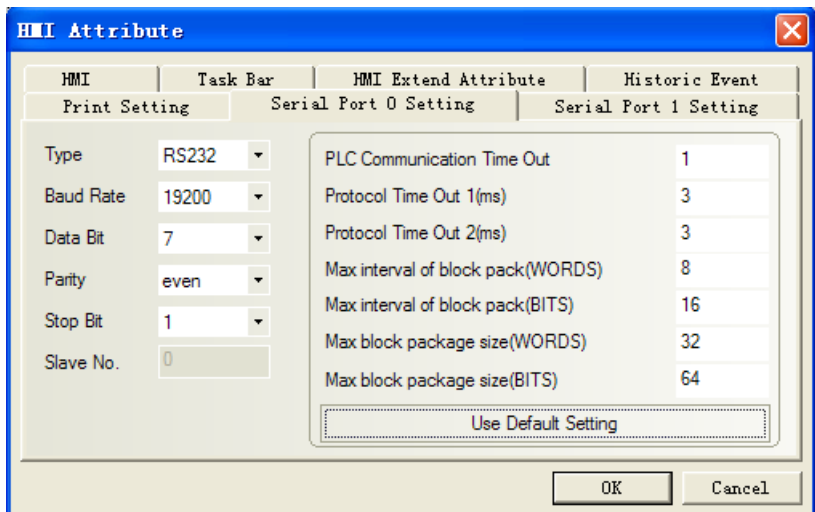 HMI Attribute
HMI Task Bar HMI Extend Attribute Historic Event
Print Setting Serial Port 0 Setting Serial Port 1 Setting
Type RS232
Baud Rate 19200
Data Bit 7
Parity even
Stop Bit 1
Slave No. 0
PLC Communication Time Out 1
Protocol Time Out 1(ms) 3
Protocol Time Out 2(ms) 3
Max interval of block pack(WORDS) 8
Max interval of block pack(BITS) 16
Max block package size(WORDS) 32
Max block package size(BITS) 64
Use Default Setting
OK Cancel